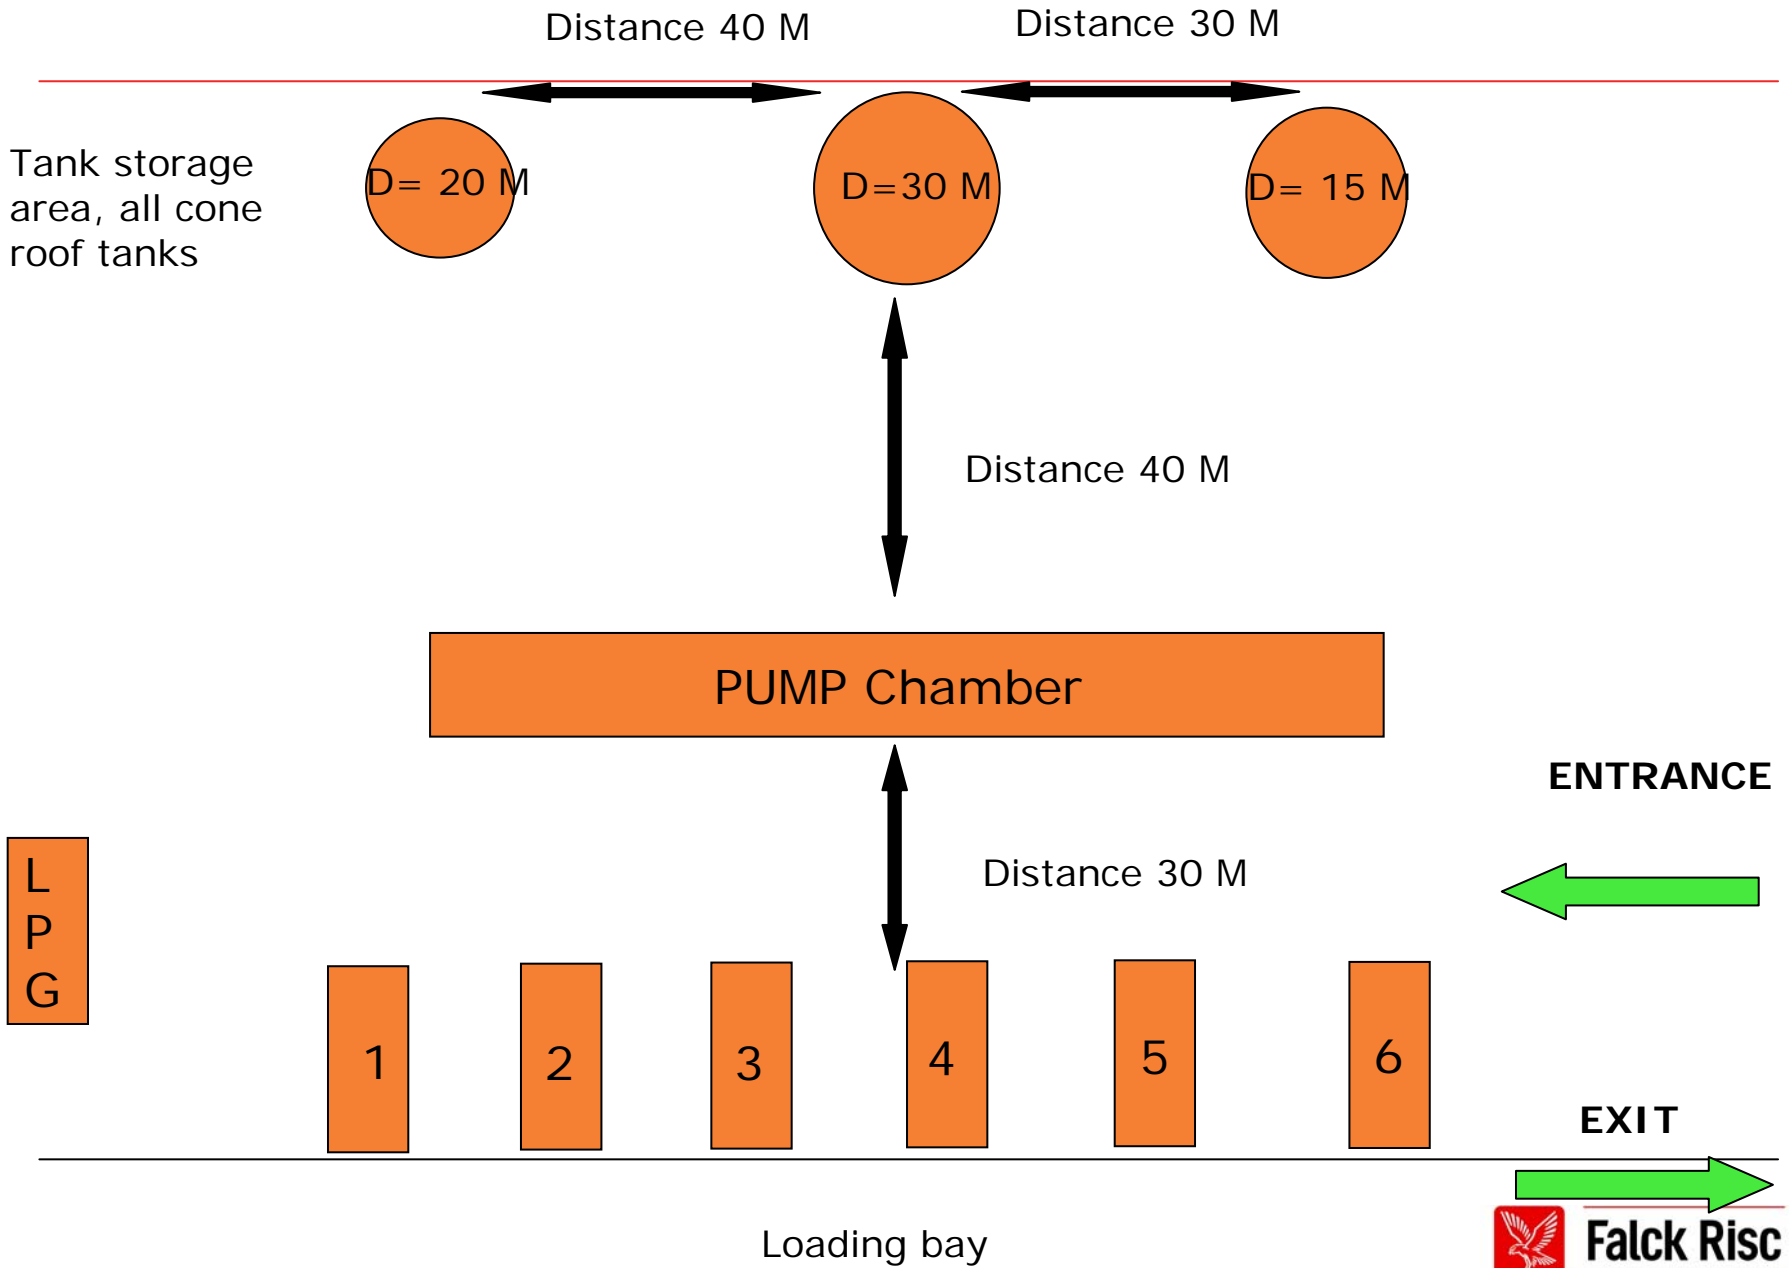 Distance 40 M
Distance 30 M
Tank storage
area, all cone
roof tanks
D= 20 M
D=30 M
D= 15 M
Distance 40 M
PUMP Chamber
ENTRANCE
Distance 30 M
L
P
G
1
2
3
4
5
6
EXIT
Loading bay
Falck Risc